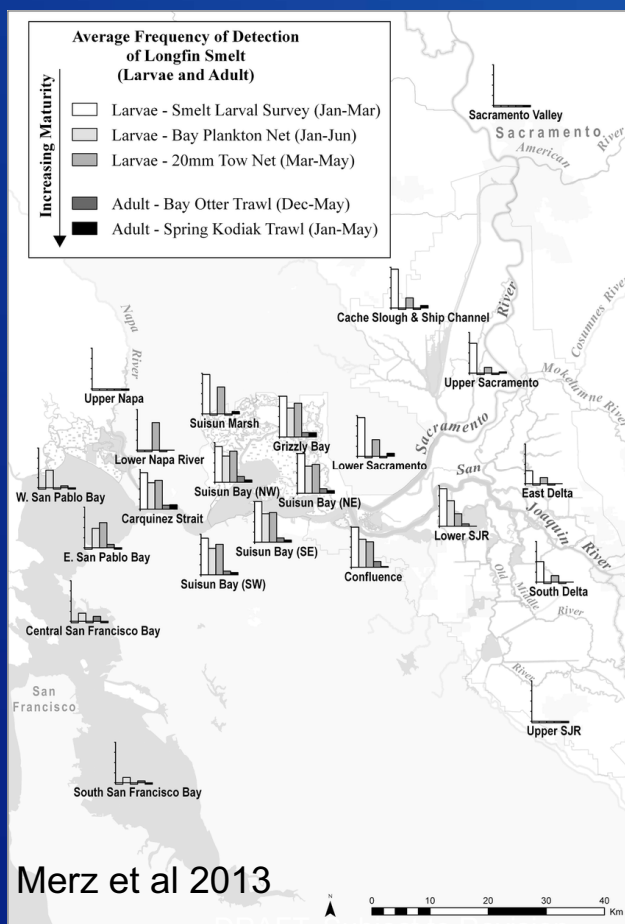 Average Frequency of Detection
of Longfin Smelt
(Larvae and Adult)
Increasing Maturity
Larvae - Smelt Larval Survey (Jan-Mar)
Larvae - Bay Plankton Net (Jan-Jun)
Larvae - 20mm Tow Net (Mar-May)
Adult - Bay Otter Trawl (Dec-May)
Adult - Spring Kodiak Trawl (Jan-May)
Sacramento Valley
Sacramento
American River
Cache Slough & Ship Channel
River
Cosumnes River
Napa River
Upper Napa
Upper Sacramento
Mokelumne River
Suisun Marsh
Grizzly Bay
Sacramento
Lower Sacramento
Lower Napa River
San Joaquin River
East Delta
W. San Pablo Bay
Suisun Bay (NW)
Suisun Bay (NE)
Carquinez Strait
Lower SJR
E. San Pablo Bay
Suisun Bay (SE)
Suisun Bay (SW)
Confluence
Old
Middle River
South Delta
Central San Francisco Bay
River
San
Francisco
Upper SJR
South San Francisco Bay
Merz et al 2013
N
0 10 20 30 40
Km